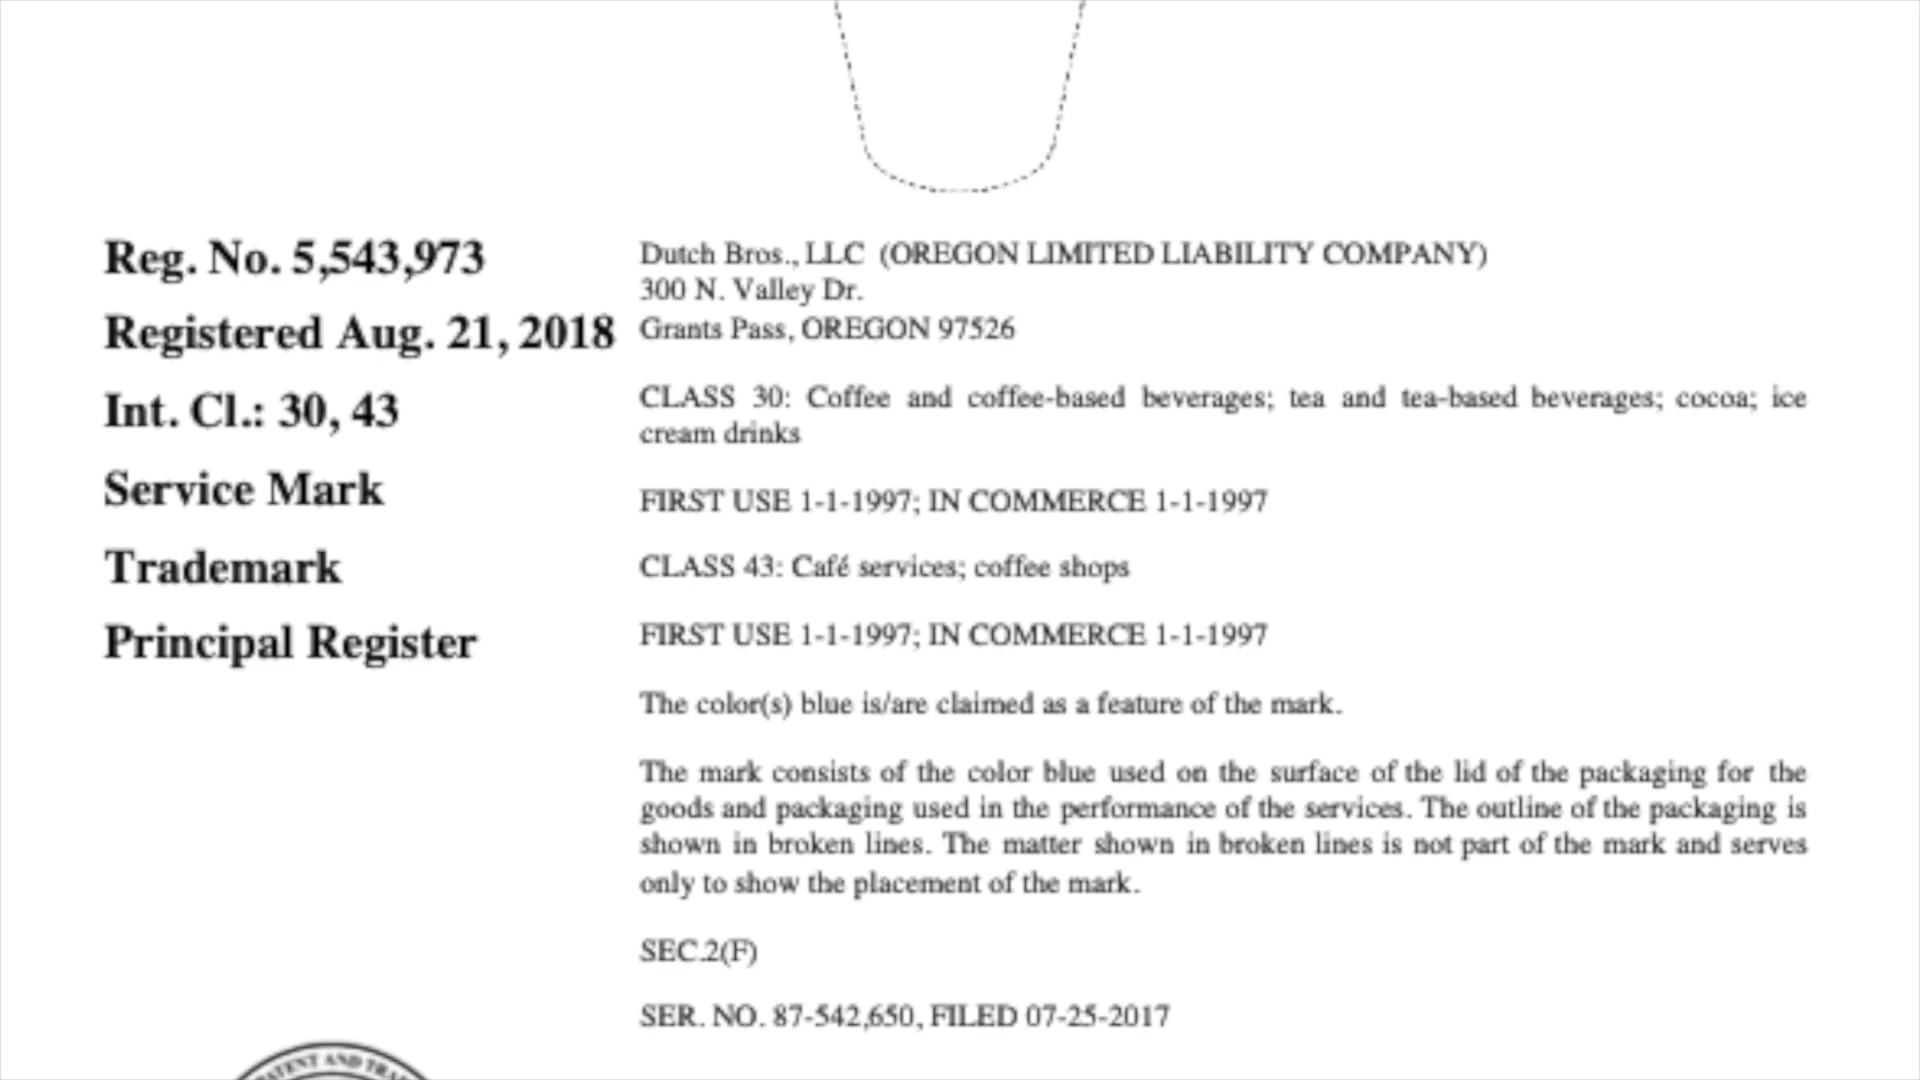 Reg. No. 5,543,973
Registered Aug. 21, 2018
Int. Cl.: 30, 43
Service Mark
Trademark
Principal Register
Dutch Bros., LLC (OREGON LIMITED LIABILITY COMPANY)
300 N. Valley Dr.
Grants Pass, OREGON 97526
CLASS 30: Coffee and coffee-based beverages; tea and tea-based beverages; cocoa; ice
cream drinks
FIRST USE 1-1-1997; IN COMMERCE 1-1-1997
CLASS 43: Café services; coffee shops
FIRST USE 1-1-1997; IN COMMERCE 1-1-1997
The color(s) blue is/are claimed as a feature of the mark.
The mark consists of the color blue used on the surface of the lid of the packaging for the
goods and packaging used in the performance of the services. The outline of the packaging is
shown in broken lines. The matter shown in broken lines is not part of the mark and serves
only to show the placement of the mark.
SEC.2(F)
SER. NO. 87-542,650, FILED 07-25-2017
AND